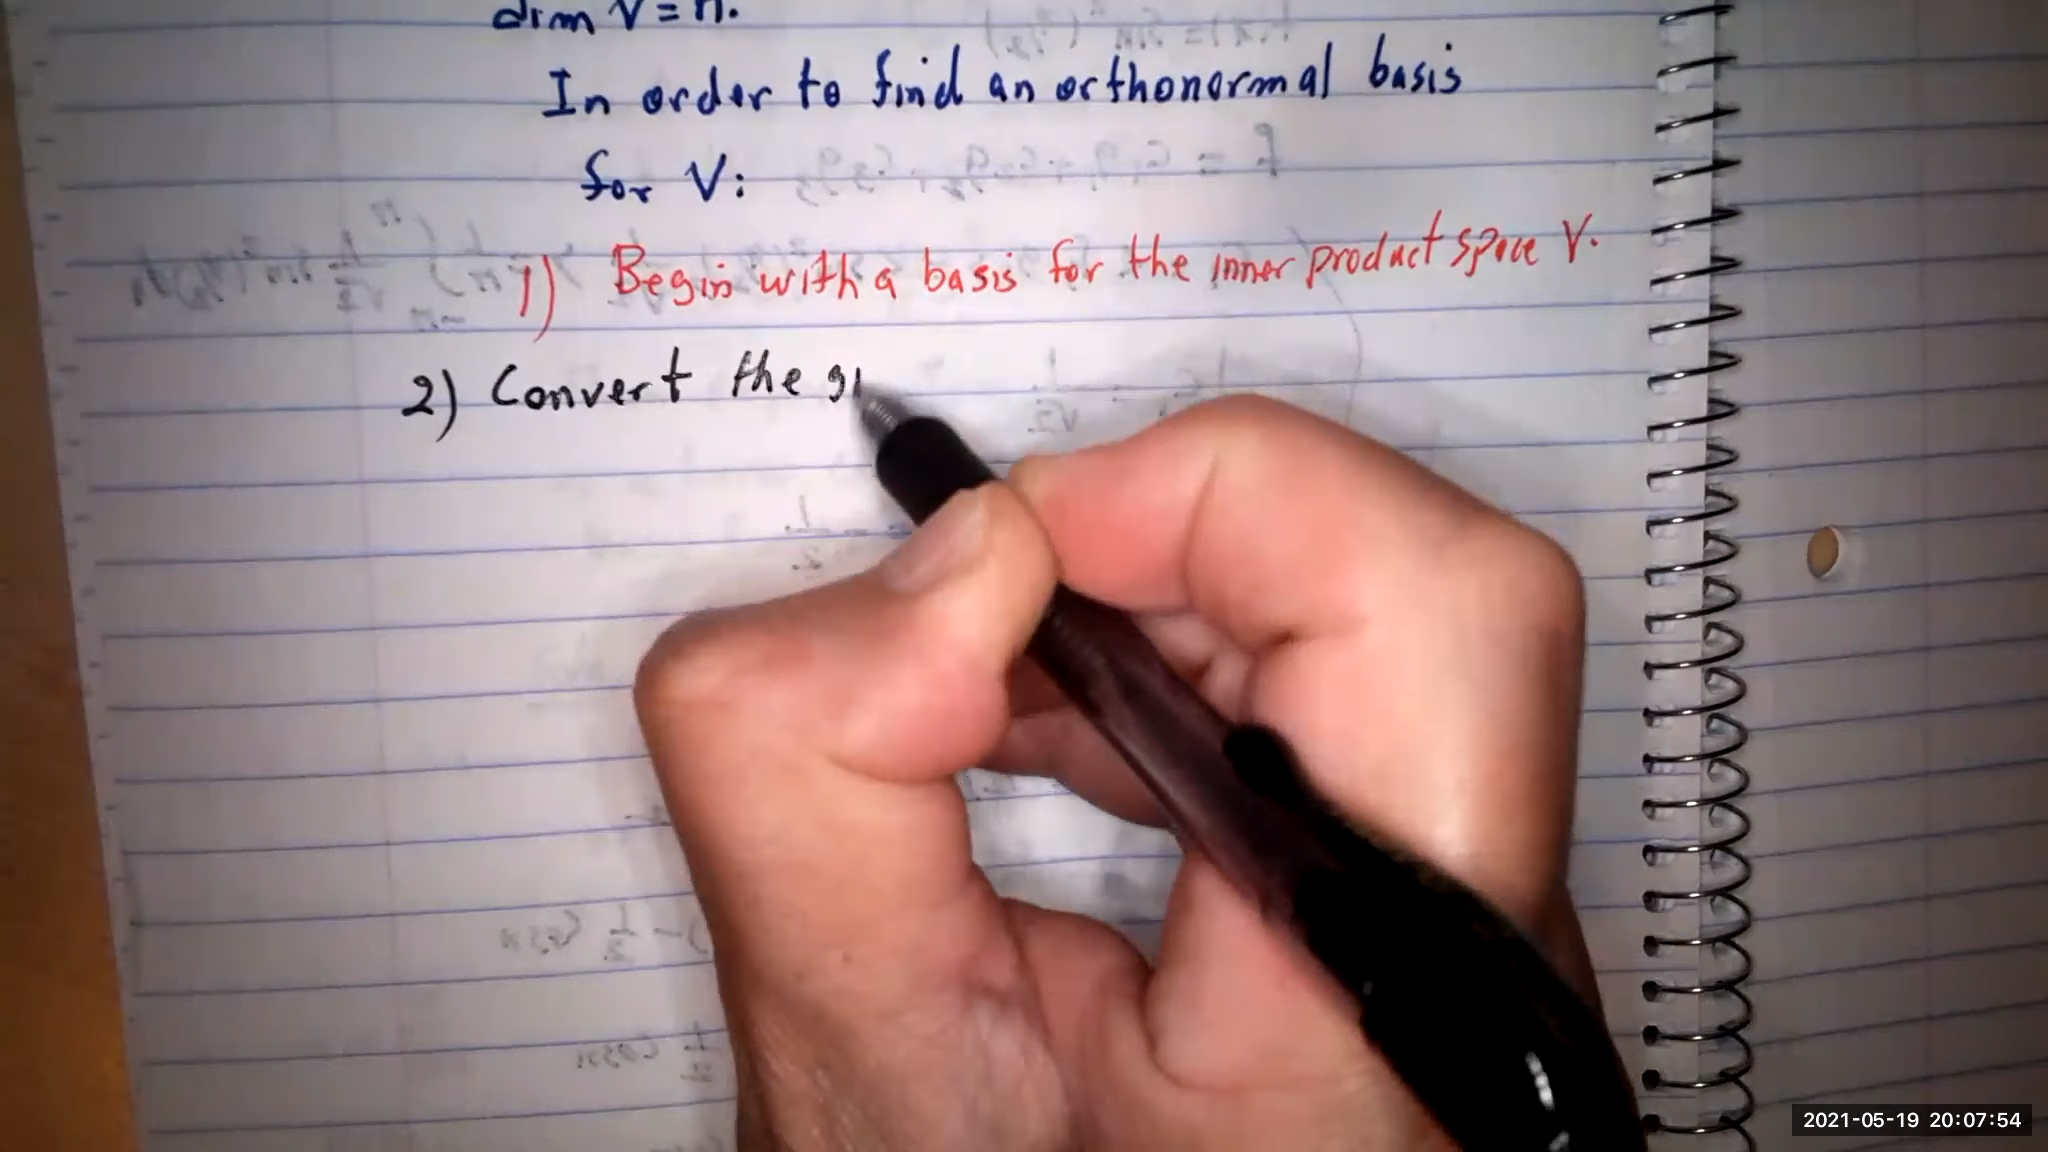 dim V = n.
In order to find an orthonormal basis
for V:
1) Begin with a basis for the inner product space V.
2) Convert the
2021-05-19 20:07:54